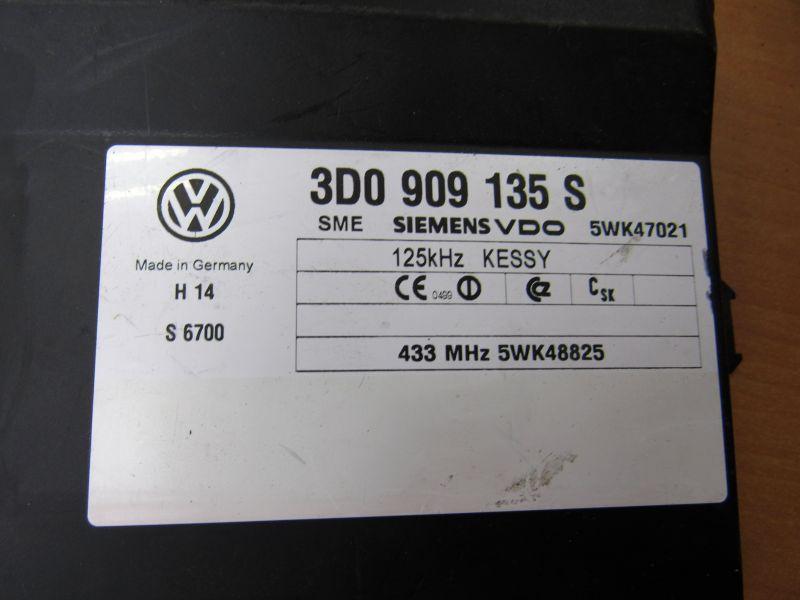 3D0 909 135 S
SME SIEMENS VDO 5WK47021
Made in Germany
H 14
S 6700
125kHz KESSY
CE 0499
CSK
433 MHz 5WK48825